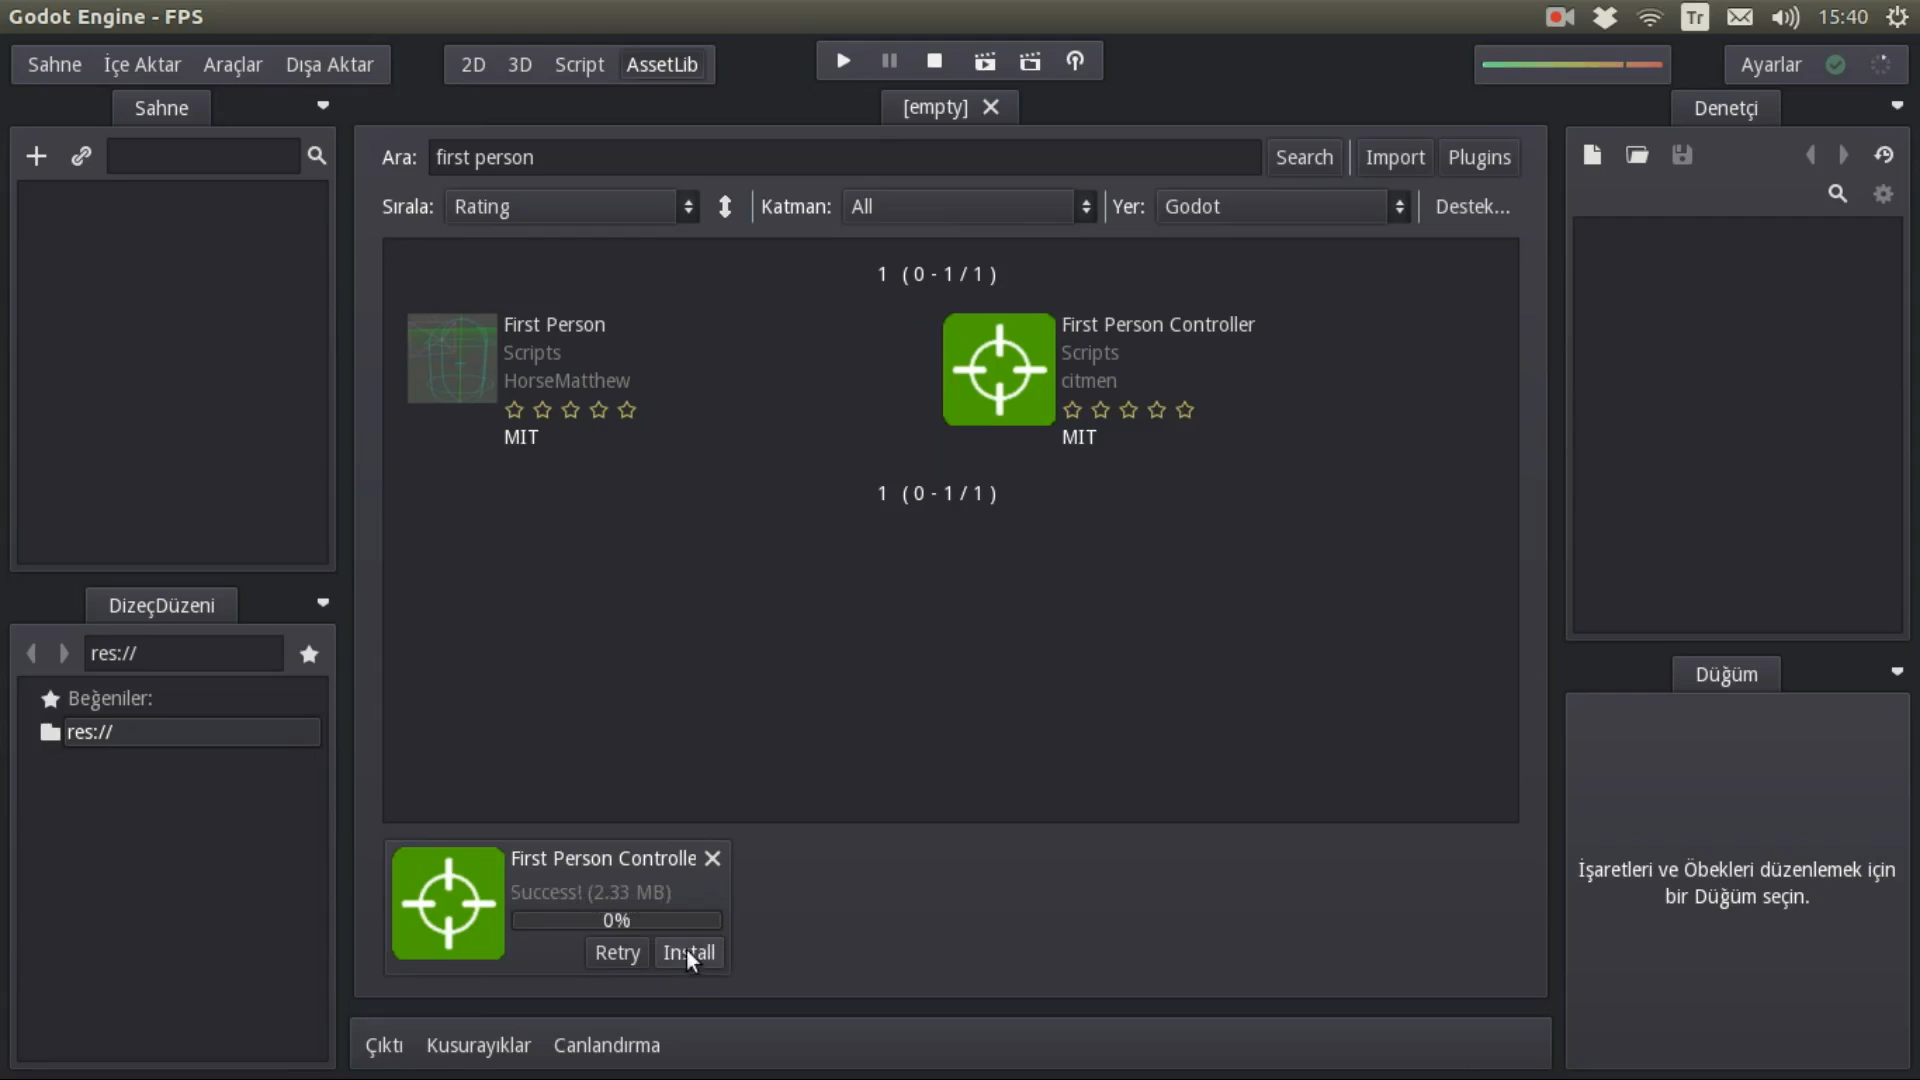 Godot Engine - FPS
Tr
15:40
Sahne İçe Aktar Araçlar Dışa Aktar
2D 3D Script AssetLib
Ayarlar
Sahne
[empty]
Denetçi
Ara: first person Search Import Plugins
Sırala: Rating Katman: All Yer: Godot Destek...
1 ( 0 - 1 / 1 )
First Person
Scripts
HorseMatthew
MIT
First Person Controller
Scripts
citmen
MIT
1 ( 0 - 1 / 1 )
DizeçDüzeni
res://
Beğeniler:
res://
Düğüm
İşaretleri ve Öbekleri düzenlemek için
bir Düğüm seçin.
First Person Controlle
Success! (2.33 MB)
0%
Retry Install
Çıktı Kusurayıklar Canlandırma